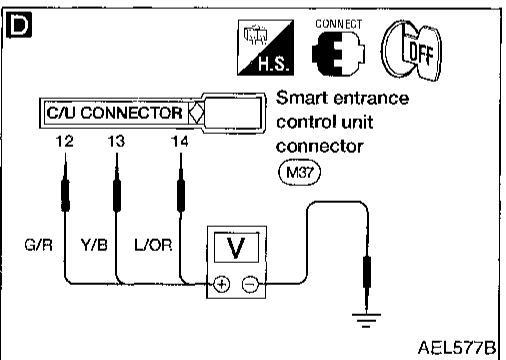 D
CONNECT
H.S.
OFF
C/U CONNECTOR
Smart entrance
control unit
connector
M37
12 13 14
G/R Y/B L/OR
V
+ −
AEL577B